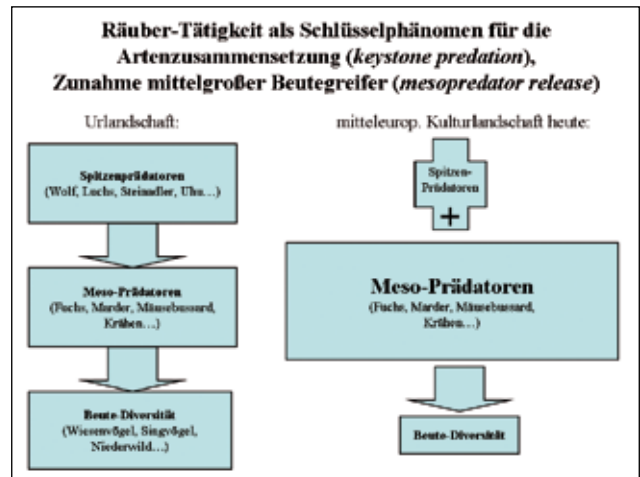 Räuber-Tätigkeit als Schlüsselphänomen für die
Artenzusammensetzung (keystone predation),
Zunahme mittelgroßer Beutegreifer (mesopredator release)
Urlandschaft:
Spitzenprädatoren
(Wolf, Luchs, Steinadler, Uhu…)
Meso-Prädatoren
(Fuchs, Marder, Mäusebussard,
Krähen…)
Beute-Diversität
(Wiesenvögel, Singvögel,
Niederwild…)
mitteleurop. Kulturlandschaft heute:
Spitzen-
Prädatoren
+
Meso-Prädatoren
(Fuchs, Marder, Mäusebussard,
Krähen…)
Beute-Diversität